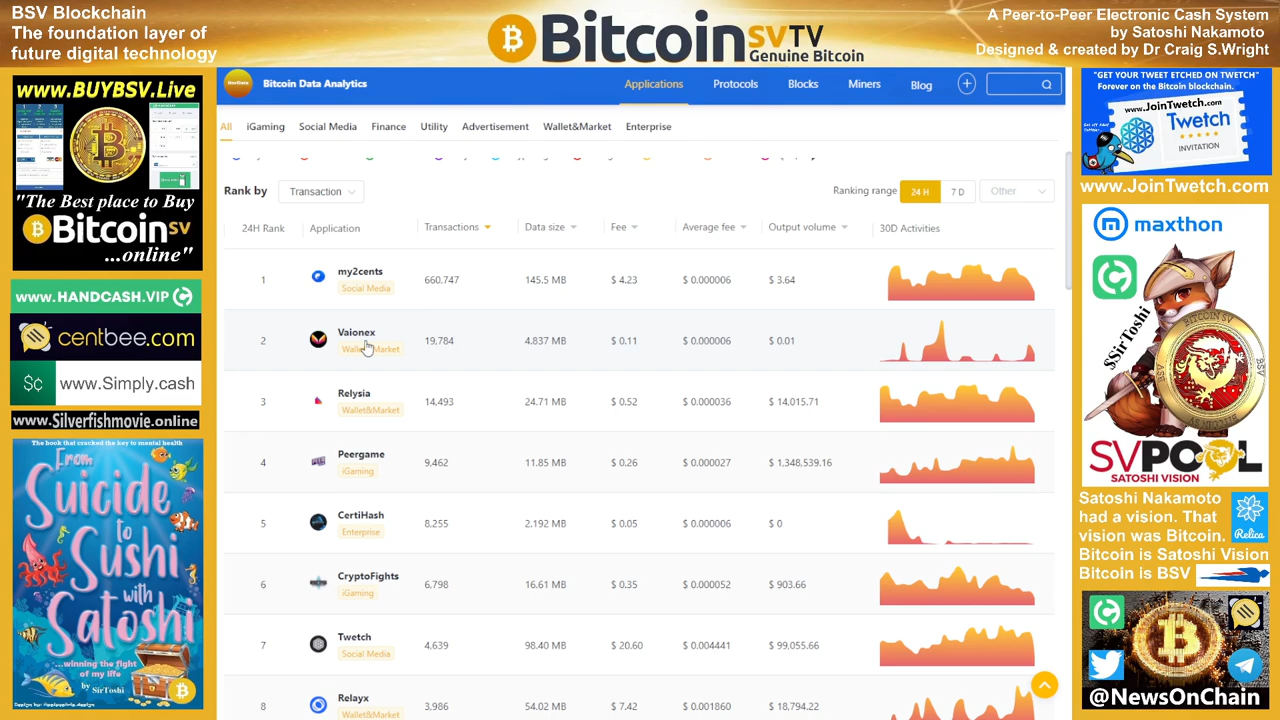 BSV Blockchain
The foundation layer of
future digital technology
Bitcoin SVTV
Genuine Bitcoin
A Peer-to-Peer Electronic Cash System
by Satoshi Nakamoto
Designed & created by Dr Craig S.Wright
www.BUYBSV.Live
"The Best place to Buy
Bitcoin SV
...online"
www.HANDCASH.VIP
centbee.com
$c www.Simply.cash
www.Silverfishmovie.online
The book that cracked the key to mental health
From
Suicide
to
Sushi
with
Satoshi
...winning the fight
of my life
by SirToshi
Bitcoin Data Analytics
Applications Protocols Blocks Miners Blog
All iGaming Social Media Finance Utility Advertisement Wallet&Market Enterprise
Rank by Transaction Ranking range 24 H 7 D Other
24H Rank Application Transactions Data size Fee Average fee Output volume 30D Activities
1 my2cents Social Media 660,747 145.5 MB $ 4.23 $ 0.000006 $ 3.64
2 Vaionex Market 19,784 4.837 MB $ 0.11 $ 0.000006 $ 0.01
3 Relysia Wallet&Market 14,493 24.71 MB $ 0.52 $ 0.000036 $ 14,015.71
4 Peergame iGaming 9,462 11.85 MB $ 0.26 $ 0.000027 $ 1,348,539.16
5 CertiHash Enterprise 8,255 2.192 MB $ 0.05 $ 0.000006 $ 0
6 CryptoFights iGaming 6,798 16.61 MB $ 0.35 $ 0.000052 $ 903.66
7 Twetch Social Media 4,639 98.40 MB $ 20.60 $ 0.004441 $ 99,055.66
8 Relayx Wallet&Market 3,986 54.02 MB $ 7.42 $ 0.001860 $ 18,794.22
"GET YOUR TWEET ETCHED ON TWETCH"
Forever on the Bitcoin blockchain.
www.JoinTwetch.com
Twetch
INVITATION
www.JoinTwetch.com
maxthon
$SirToshi
BITCOIN SV
BSV
SVPOOL
SATOSHI VISION
Satoshi Nakamoto
had a vision. That
vision was Bitcoin.
Relica
Bitcoin is Satoshi Vision
Bitcoin is BSV
@NewsOnChain